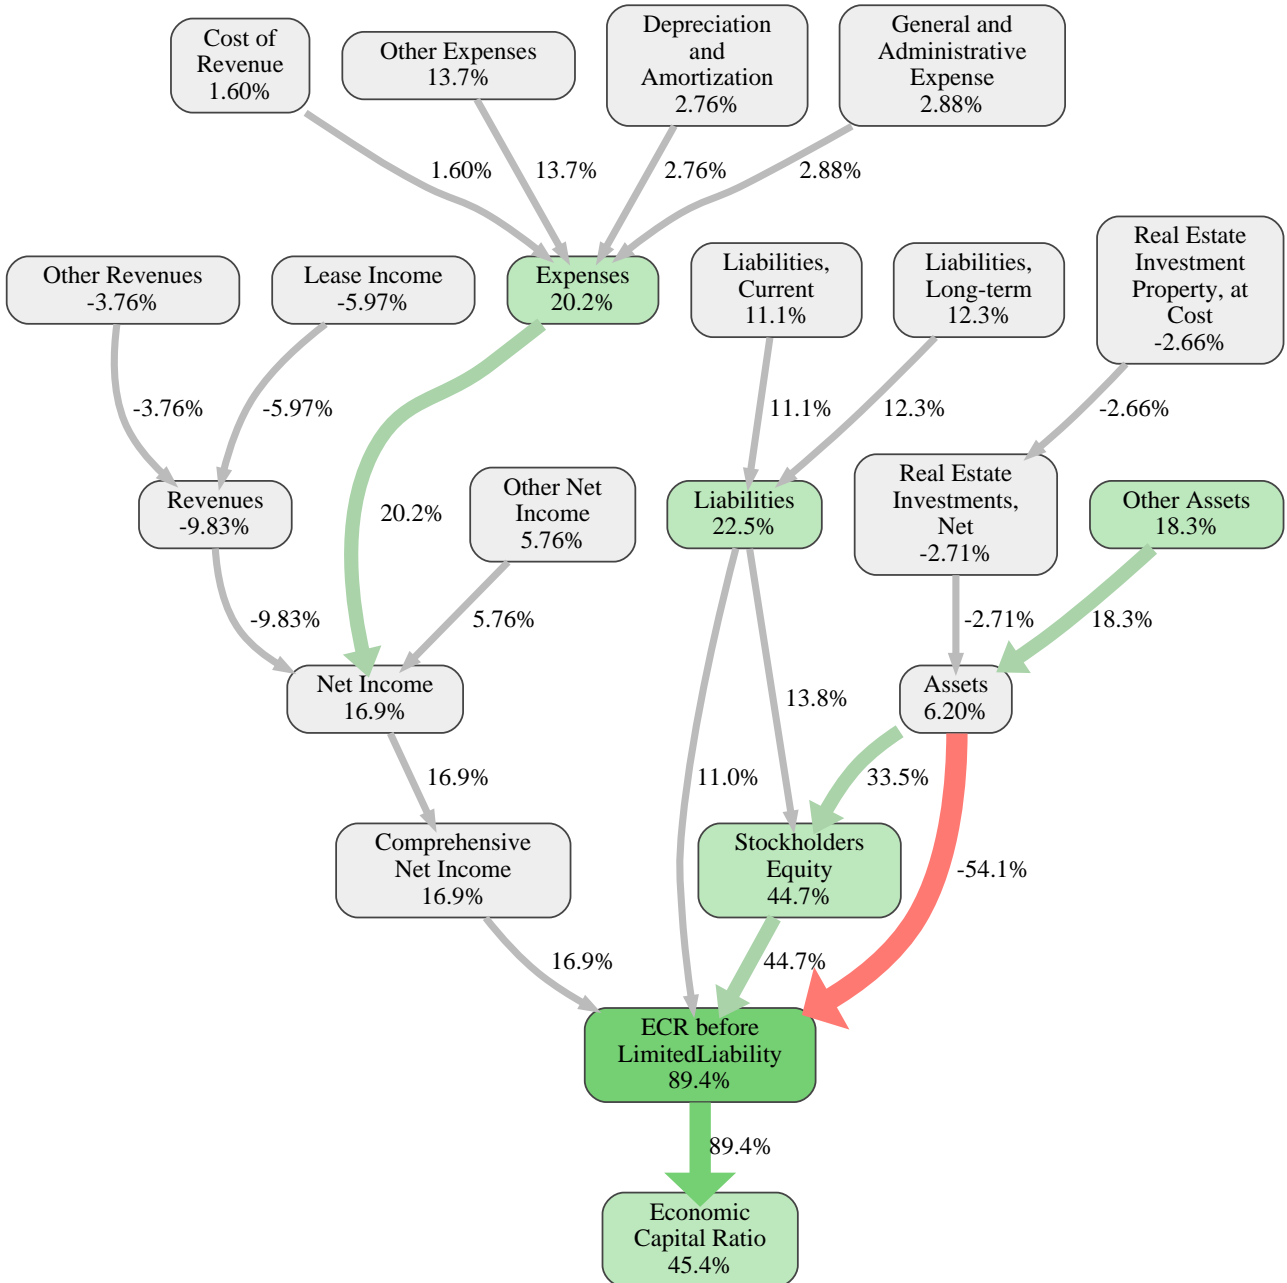 Cost of
Revenue
1.60%
Other Expenses
13.7%
Depreciation
and
Amortization
2.76%
General and
Administrative
Expense
2.88%
1.60%
13.7%
2.76%
2.88%
Other Revenues
-3.76%
Lease Income
-5.97%
Expenses
20.2%
Liabilities,
Current
11.1%
Liabilities,
Long-term
12.3%
Real Estate
Investment
Property, at
Cost
-2.66%
-3.76%
-5.97%
11.1%
12.3%
-2.66%
Revenues
-9.83%
20.2%
Other Net
Income
5.76%
Liabilities
22.5%
Real Estate
Investments,
Net
-2.71%
Other Assets
18.3%
-9.83%
5.76%
-2.71%
18.3%
Net Income
16.9%
13.8%
Assets
6.20%
16.9%
11.0%
33.5%
Comprehensive
Net Income
16.9%
Stockholders
Equity
44.7%
-54.1%
16.9%
44.7%
ECR before
LimitedLiability
89.4%
89.4%
Economic
Capital Ratio
45.4%